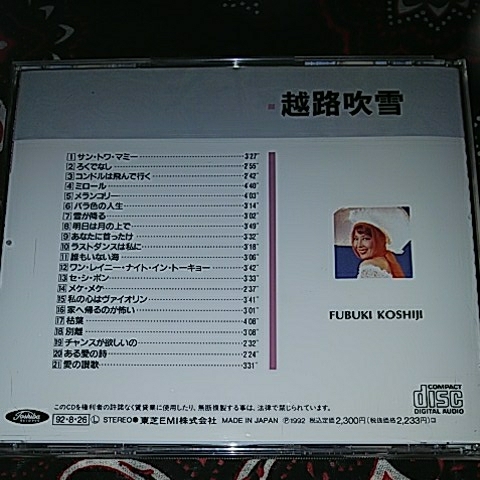 越路吹雪
1 サン・トワ・マミー 3'27"
2 ろくでなし 2'55"
3 コンドルは飛んで行く 2'42"
4 ミロール 4'40"
5 メランコリー 4'03"
6 バラ色の人生 3'14"
7 雪が降る 3'02"
8 明日は月の上で 3'49"
9 あなたに首ったけ 3'32"
10 ラストダンスは私に 3'18"
11 誰もいない海 3'06"
12 ワン・レイニー・ナイト・イン・トーキョー 3'42"
13 セ・シ・ボン 3'33"
14 メケ・メケ 2'37"
15 私の心はヴァイオリン 3'41"
16 家へ帰るのが怖い 3'01"
17 枯葉 4'08"
18 別離 3'08"
19 チャンスが欲しいの 2'32"
20 ある愛の詩 2'24"
21 愛の讃歌 3'31"
FUBUKI KOSHIJI
COMPACT
disc
DIGITAL AUDIO
このCDを権利者の許諾なく賃貸業に使用したり、無断複製する事は、法律で禁じられています。
Toshiba
92・8・26 Ⓛ STEREO 東芝EMI株式会社 MADE IN JAPAN ℗1992 税込定価2,300円(税抜価格2,233円)